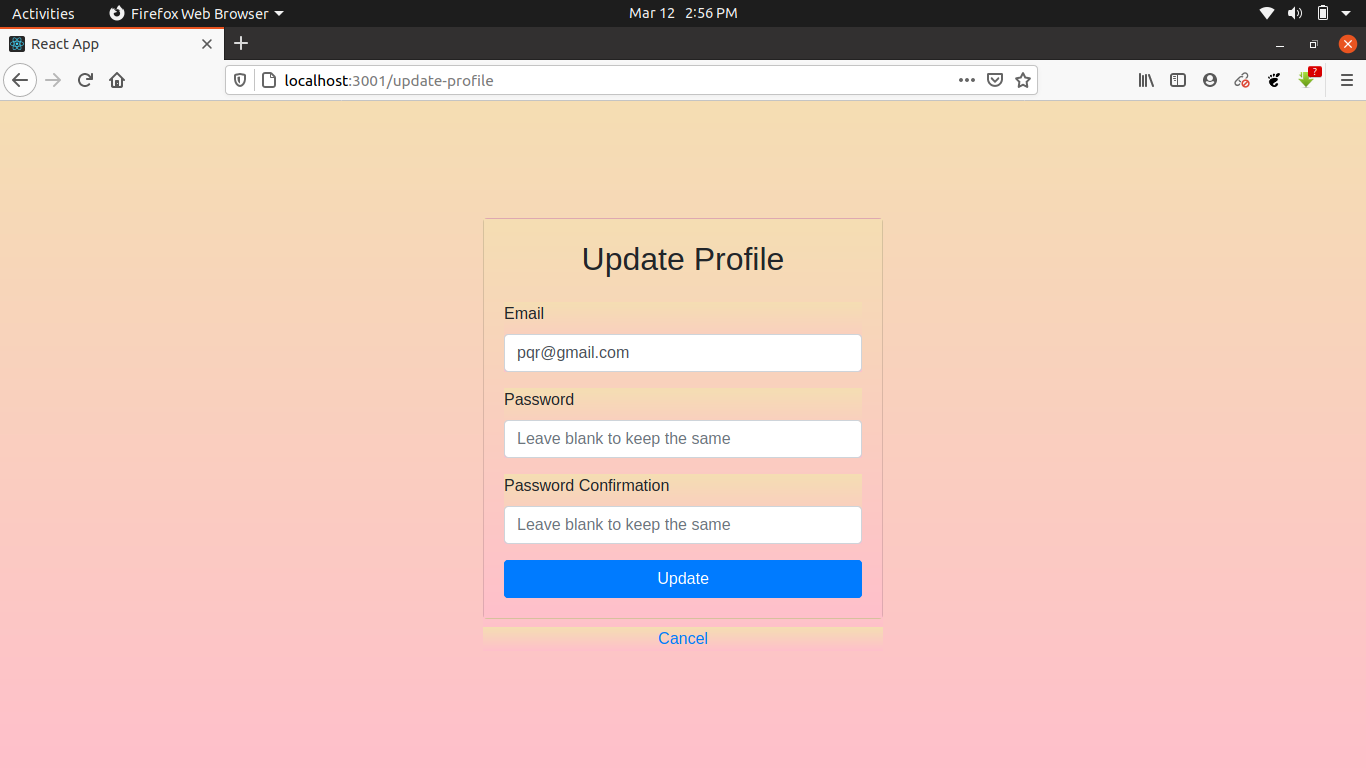 Activities Firefox Web Browser Mar 12 2:56 PM
React App
localhost:3001/update-profile
?
Update Profile
Email
pqr@gmail.com
Password
Leave blank to keep the same
Password Confirmation
Leave blank to keep the same
Update
Cancel